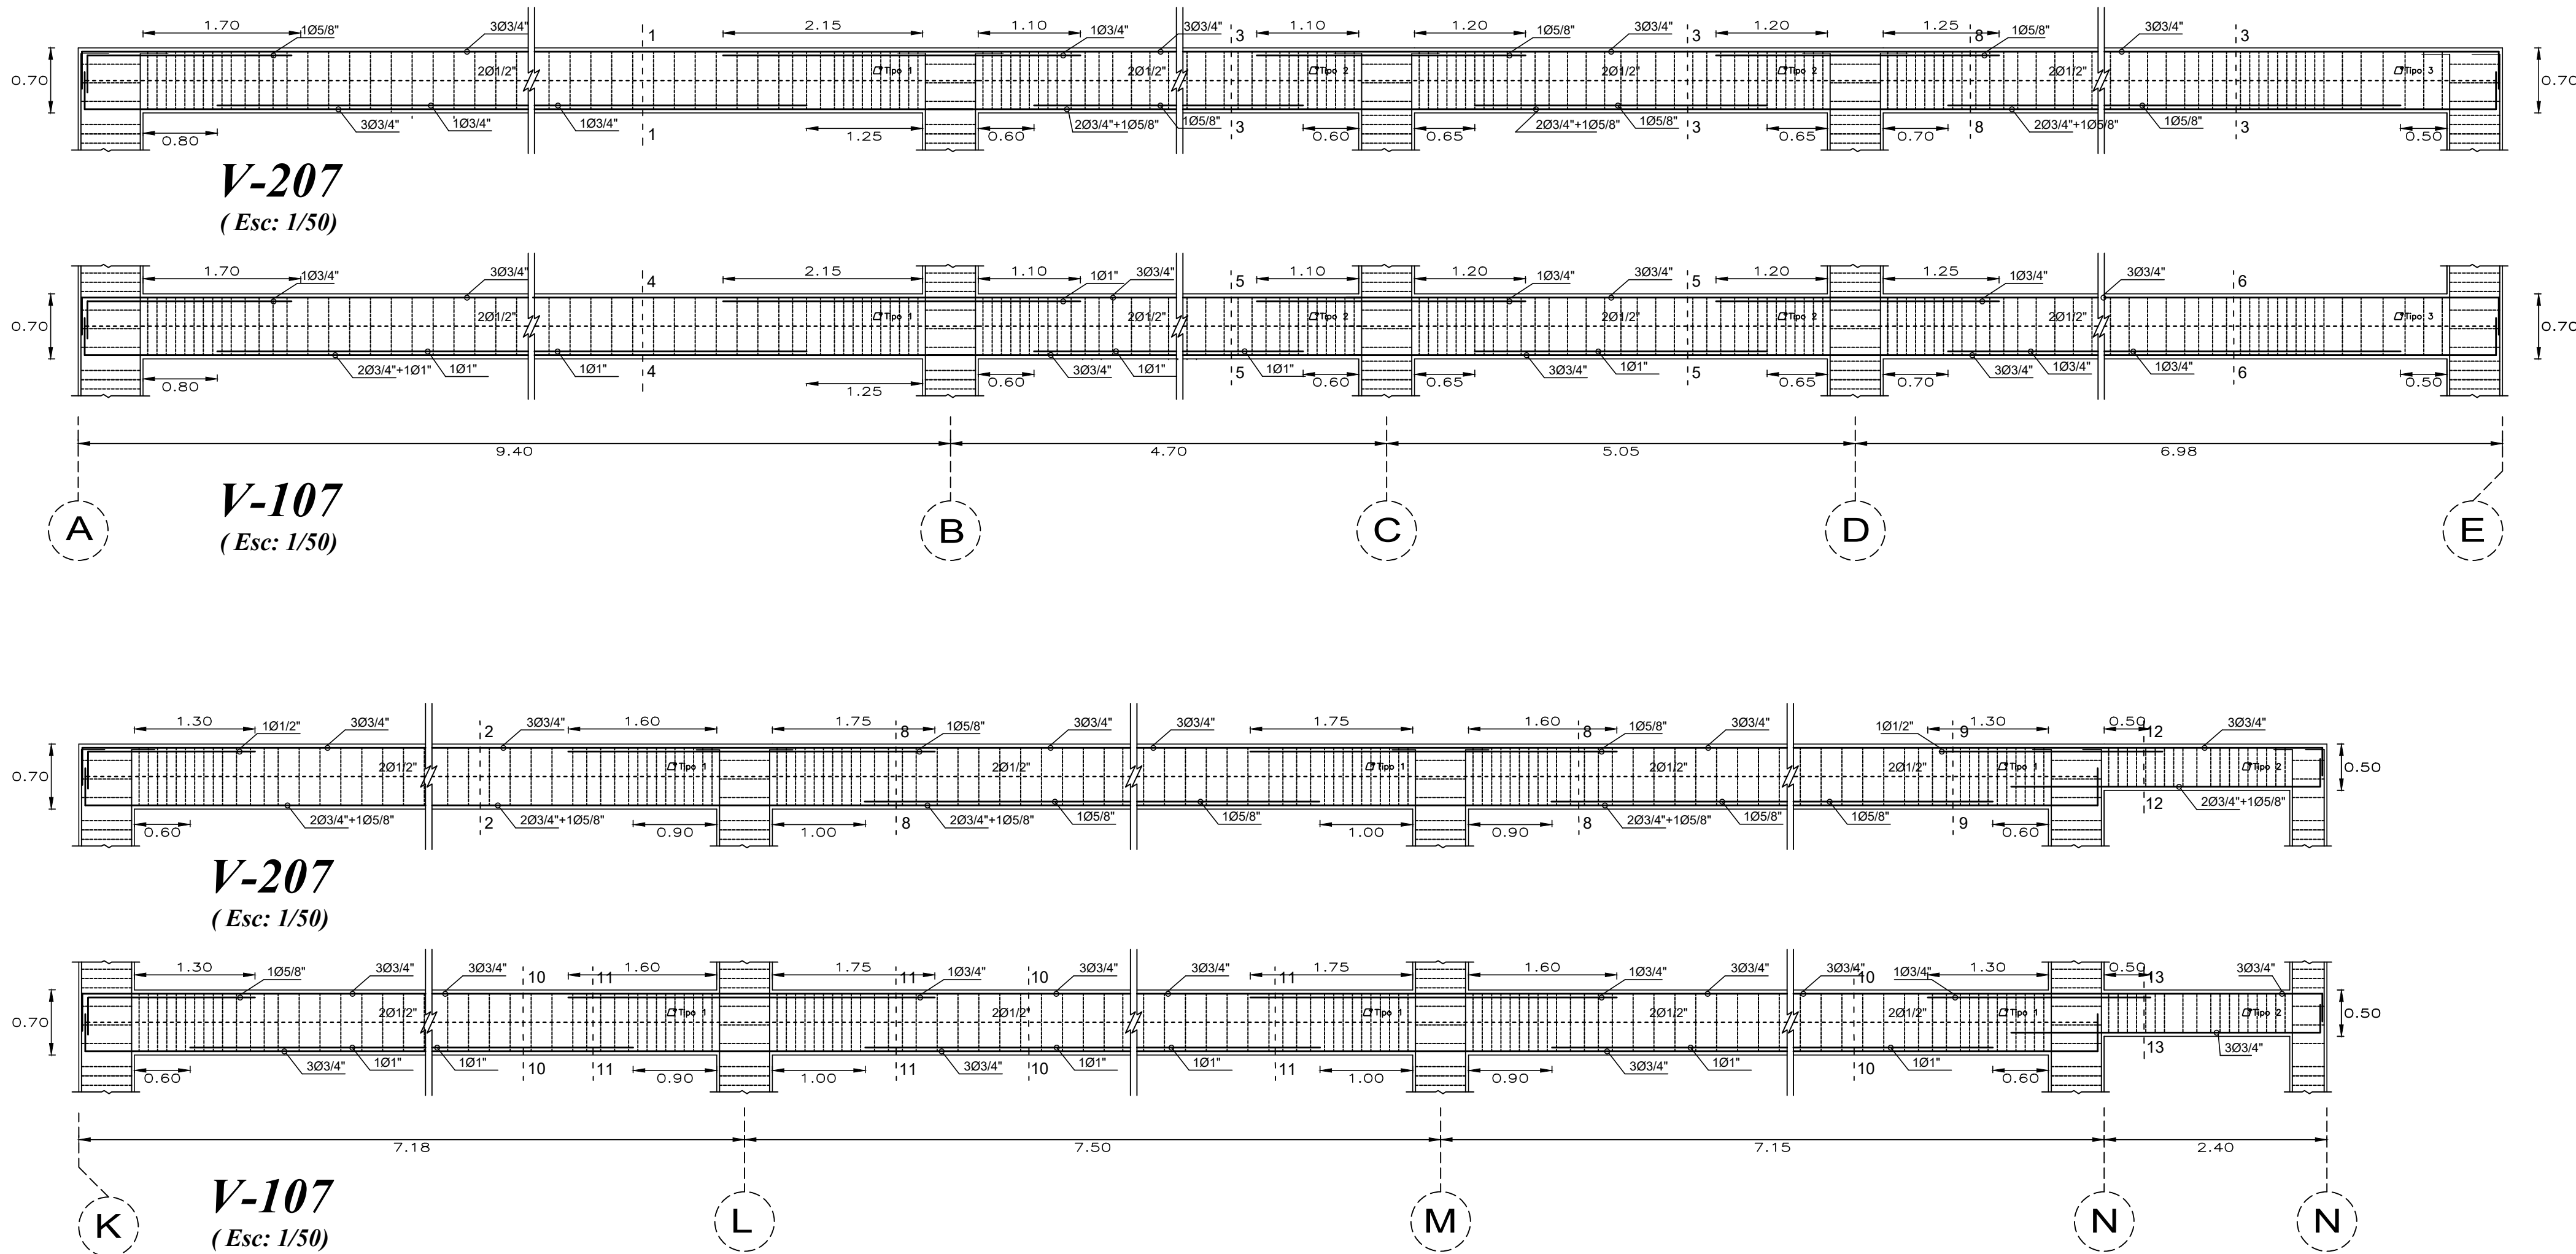 1.70 1Ø5/8" 3Ø3/4" 1 2.15 1.10 1Ø3/4" 3Ø3/4" 3 1.10 1.20 1Ø5/8" 3Ø3/4" 3 1.20 1.25 8 1Ø5/8" 3Ø3/4" 3
0.70 2Ø1/2" Tipo 1 2Ø1/2" Tipo 2 2Ø1/2" Tipo 2 2Ø1/2" Tipo 3 0.70
0.80 3Ø3/4" 1Ø3/4" 1Ø3/4" 1 1.25 0.60 2Ø3/4"+1Ø5/8" 1Ø5/8" 3 0.60 0.65 2Ø3/4"+1Ø5/8" 1Ø5/8" 3 0.65 0.70 8 2Ø3/4"+1Ø5/8" 1Ø5/8" 3 0.50
V-207
( Esc: 1/50)
1.70 1Ø3/4" 3Ø3/4" 4 2.15 1.10 1Ø1" 3Ø3/4" 5 1.10 1.20 1Ø3/4" 3Ø3/4" 5 1.20 1.25 1Ø3/4" 3Ø3/4" 6
0.70 2Ø1/2" Tipo 1 2Ø1/2" Tipo 2 2Ø1/2" Tipo 2 2Ø1/2" Tipo 3 0.70
0.80 2Ø3/4"+1Ø1" 1Ø1" 1Ø1" 4 1.25 0.60 3Ø3/4" 1Ø1" 1Ø1" 5 0.60 0.65 3Ø3/4" 1Ø1" 5 0.65 0.70 3Ø3/4" 1Ø3/4" 1Ø3/4" 6 0.50
9.40 4.70 5.05 6.98
V-107
( Esc: 1/50)
A B C D E
1.30 1Ø1/2" 3Ø3/4" 2 3Ø3/4" 1.60 1.75 8 1Ø5/8" 3Ø3/4" 3Ø3/4" 1.75 1.60 8 1Ø5/8" 3Ø3/4" 1Ø1/2" 9 1.30 0.50 12 3Ø3/4"
0.70 2Ø1/2" Tipo 1 2Ø1/2" Tipo 1 2Ø1/2" 2Ø1/2" Tipo 1 Tipo 2 0.50
0.60 2Ø3/4"+1Ø5/8" 2 2Ø3/4"+1Ø5/8" 0.90 1.00 8 2Ø3/4"+1Ø5/8" 1Ø5/8" 1Ø5/8" 1.00 0.90 8 2Ø3/4"+1Ø5/8" 1Ø5/8" 1Ø5/8" 9 0.60 12 2Ø3/4"+1Ø5/8"
V-207
( Esc: 1/50)
1.30 1Ø5/8" 3Ø3/4" 3Ø3/4" 10 11 1.60 1.75 11 1Ø3/4" 10 3Ø3/4" 3Ø3/4" 11 1.75 1.60 1Ø3/4" 3Ø3/4" 3Ø3/4" 10 1Ø3/4" 1.30 0.50 13 3Ø3/4"
0.70 2Ø1/2" Tipo 1 2Ø1/2" Tipo 1 2Ø1/2" 2Ø1/2" Tipo 1 Tipo 2 0.50
0.60 3Ø3/4" 1Ø1" 1Ø1" 10 11 0.90 1.00 11 3Ø3/4" 10 1Ø1" 1Ø1" 11 1.00 0.90 3Ø3/4" 1Ø1" 10 1Ø1" 0.60 13 3Ø3/4"
7.18 7.50 7.15 2.40
V-107
( Esc: 1/50)
K L M N N